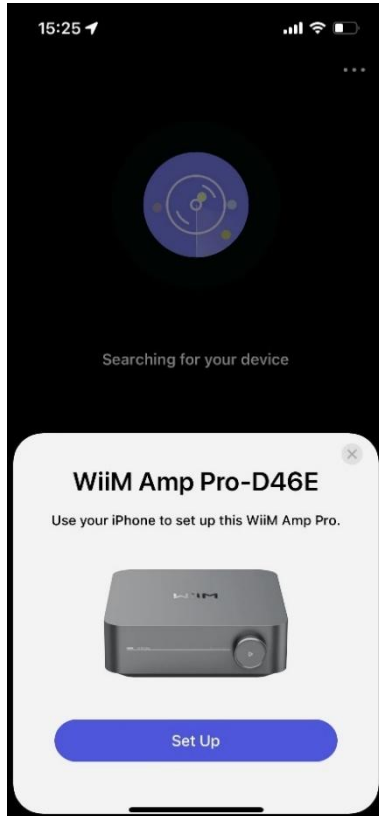 15:25
Searching for your device
WiiM Amp Pro-D46E
Use your iPhone to set up this WiiM Amp Pro.
WiiM
Set Up